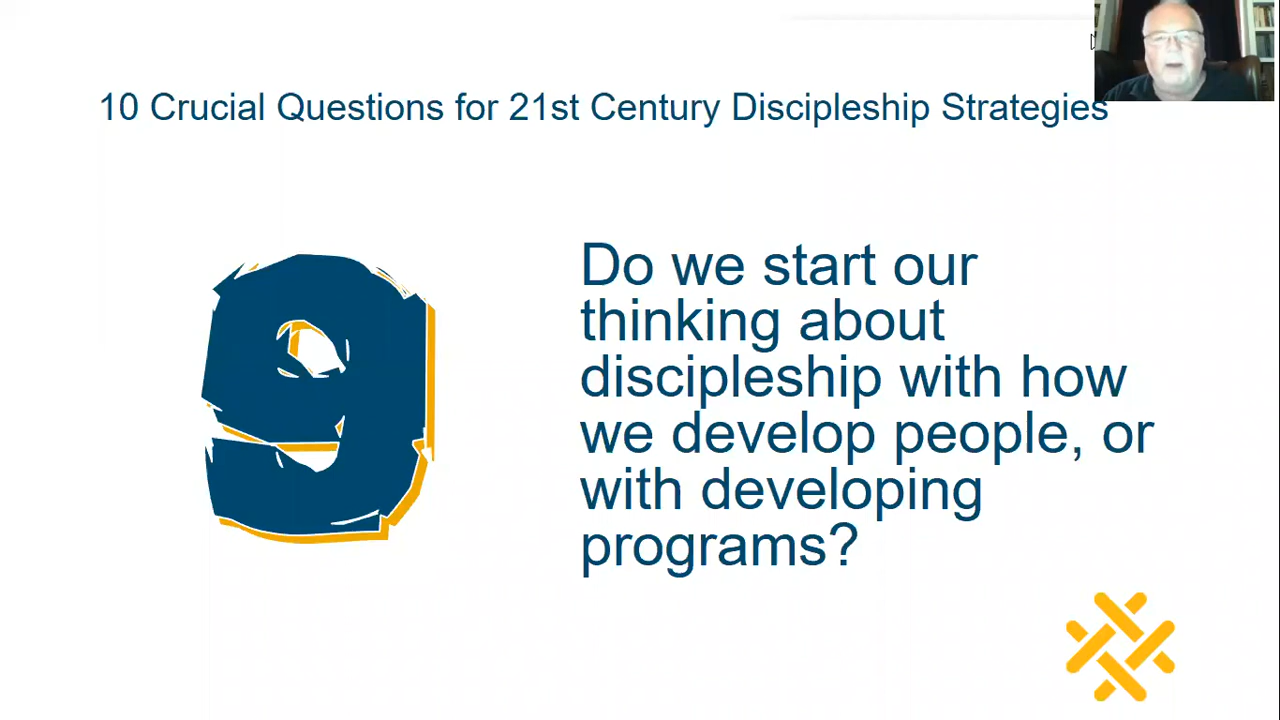 10 Crucial Questions for 21st Century Discipleship Strategies
9
Do we start our
thinking about
discipleship with how
we develop people, or
with developing
programs?